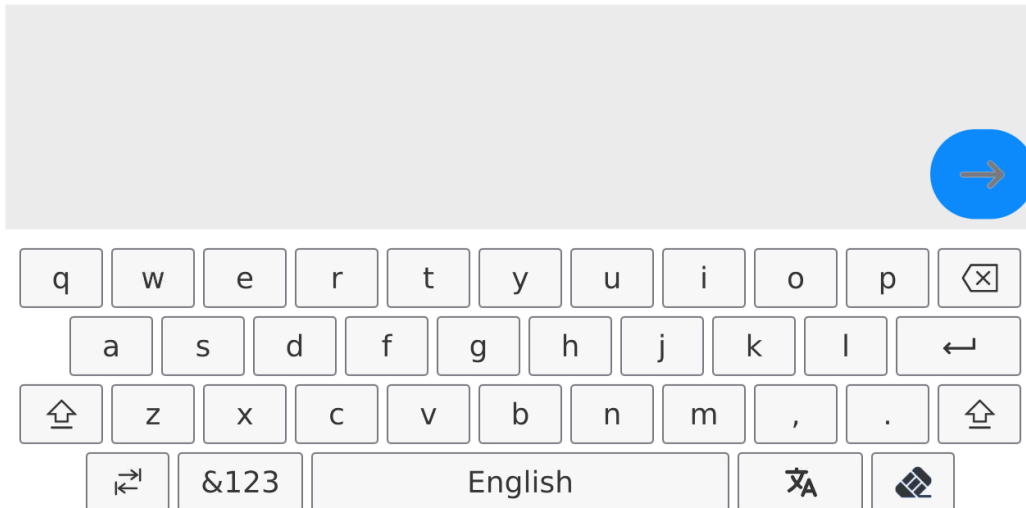 q w e r t y u i o p
a s d f g h j k l
z x c v b n m , .
&123 English